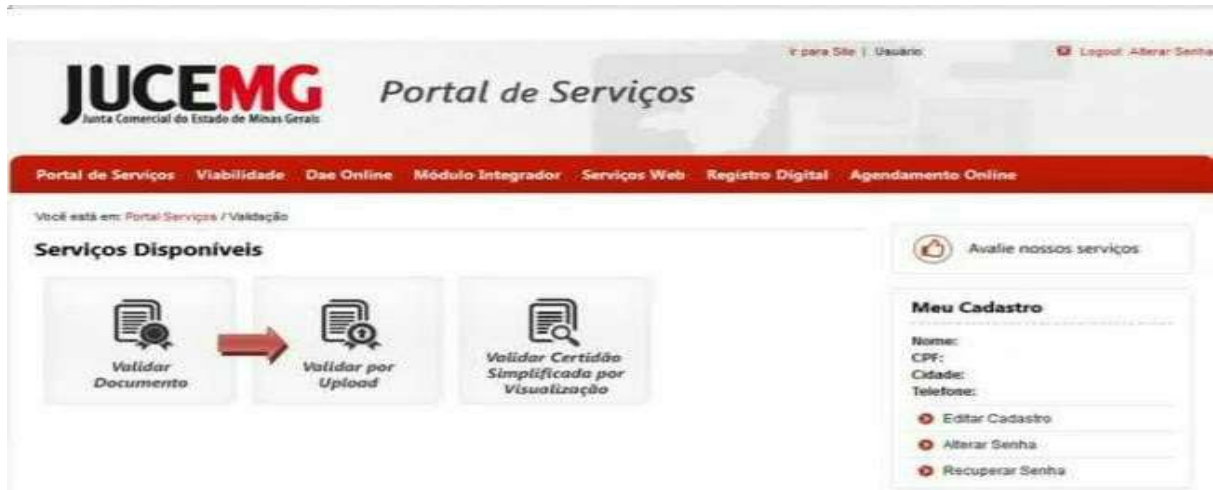 Ir para Site | Usuário: Logout Alterar Senha
JUCEMG
Junta Comercial do Estado de Minas Gerais
Portal de Serviços
Portal de Serviços Viabilidade Dae Online Módulo Integrador Serviços Web Registro Digital Agendamento Online
Você está em: Portal Serviços / Validação
Serviços Disponíveis
Validar
Documento
Validar por
Upload
Validar Certidão
Simplificada por
Visualização
Avalie nossos serviços
Meu Cadastro
Nome:
CPF:
Cidade:
Telefone:
Editar Cadastro
Alterar Senha
Recuperar Senha